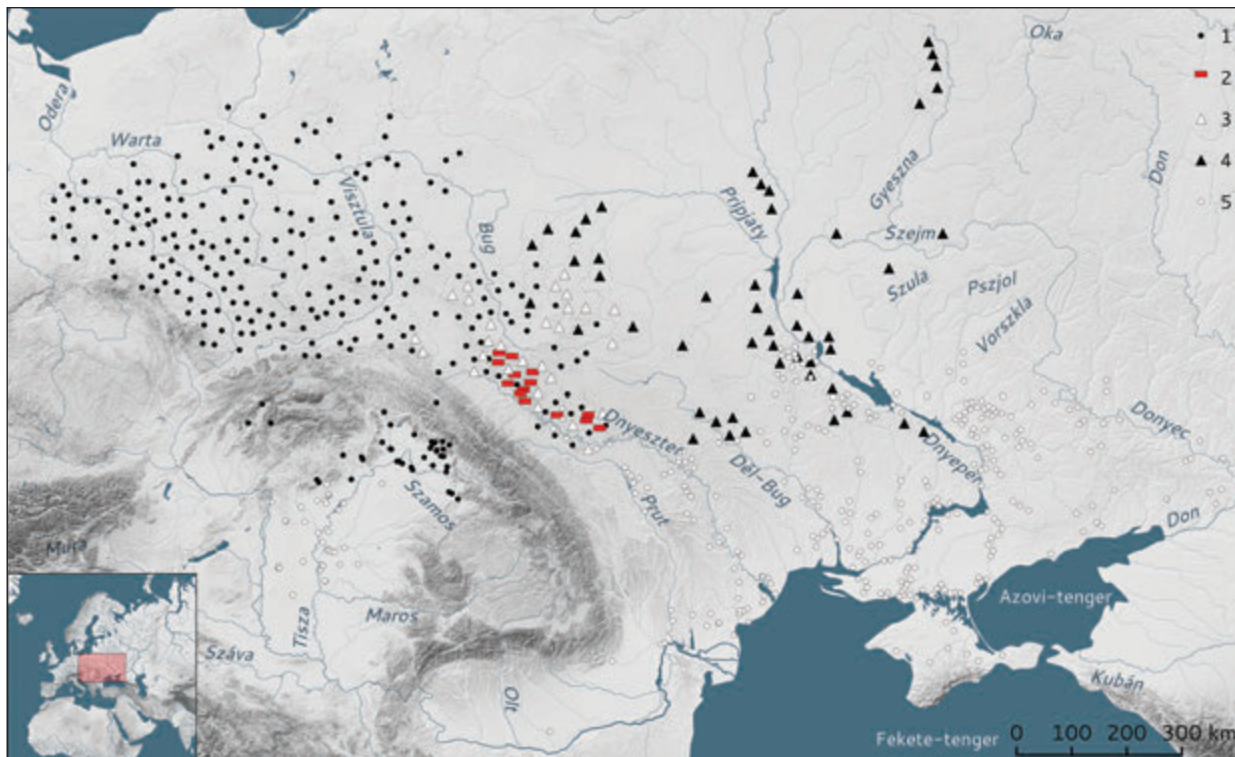 Oka
1
2
3
4
5
Odera
Warta
Visztula
Bug
Pripjaty
Gyeszna
Don
Szejm
Szula
Pszjol
Vorszkla
Donyec
Dnyeszter
Dél-Bug
Dnyeper
Prut
Szamos
Don
Mura
Azovi-tenger
Tisza
Maros
Száva
Olt
Kubán
Fekete-tenger
0 100 200 300 km